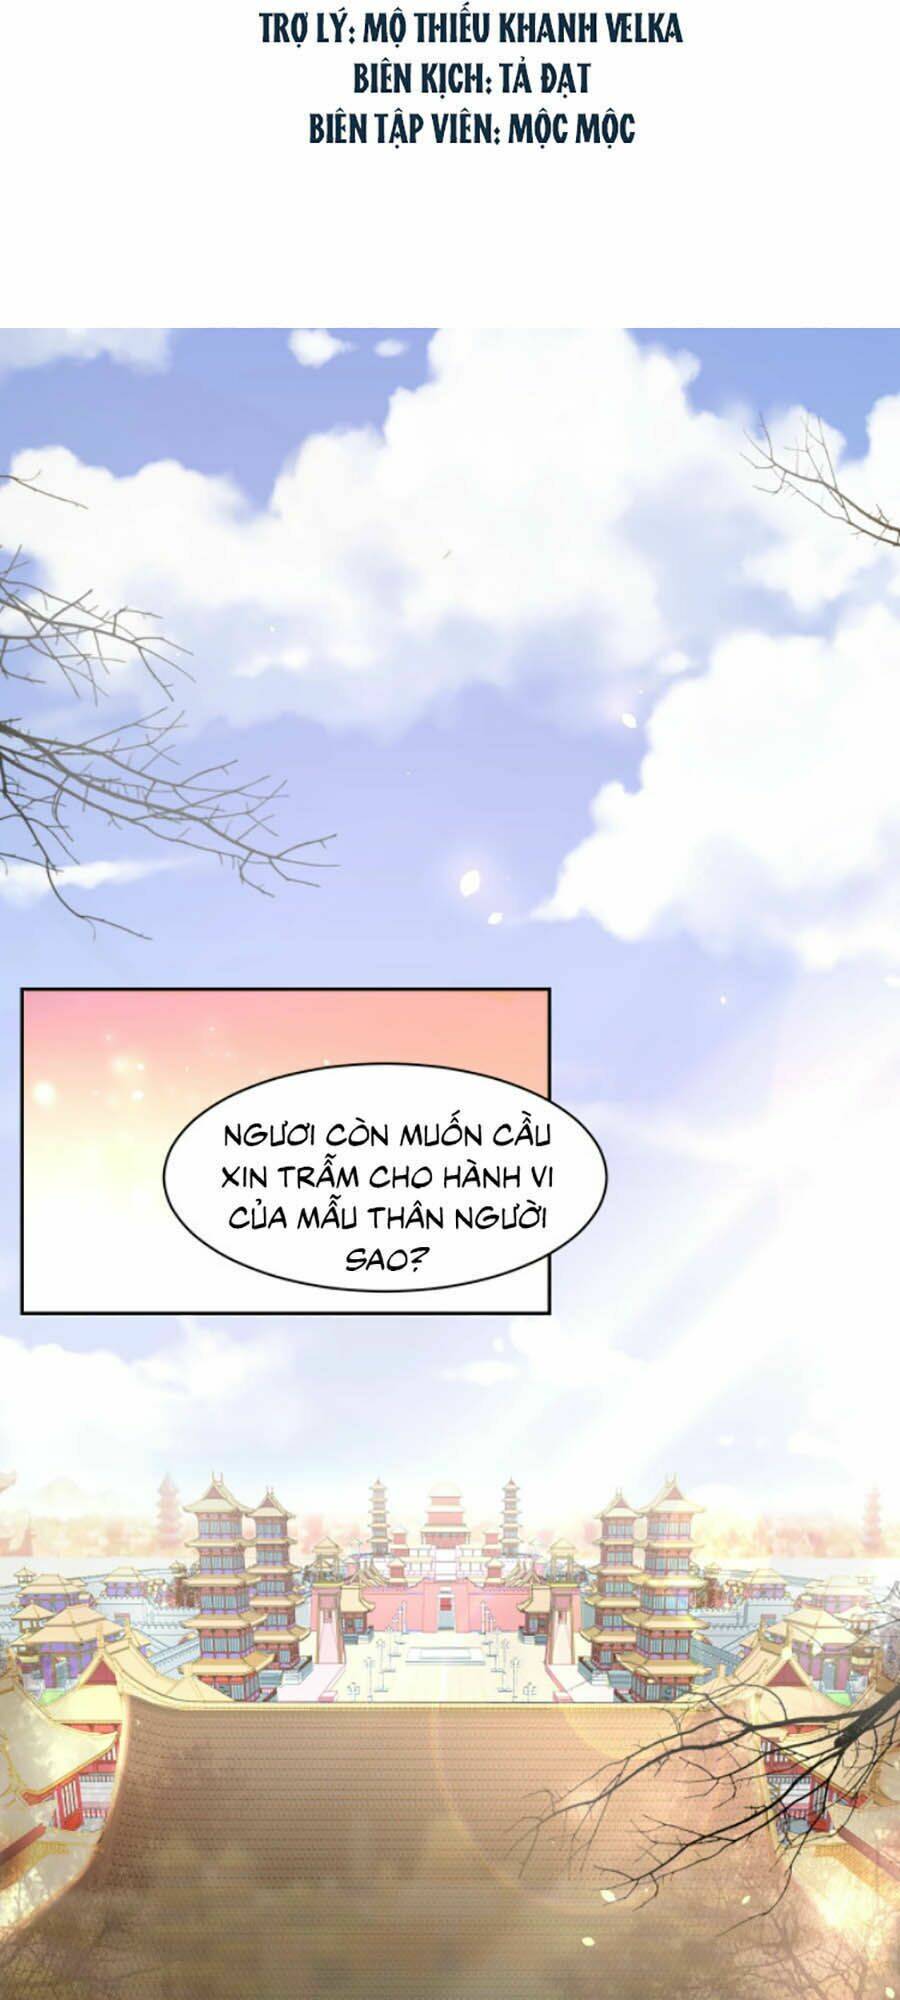 TRỢ LÝ: MỘ THIẾU KHANH VELKA
BIÊN KỊCH: TẢ ĐẠT
BIÊN TẬP VIÊN: MỘC MỘC
NGƯƠI CÒN MUỐN CẦU
XIN TRẪM CHO HÀNH VI
CỦA MẪU THÂN NGƯỜI
SAO?